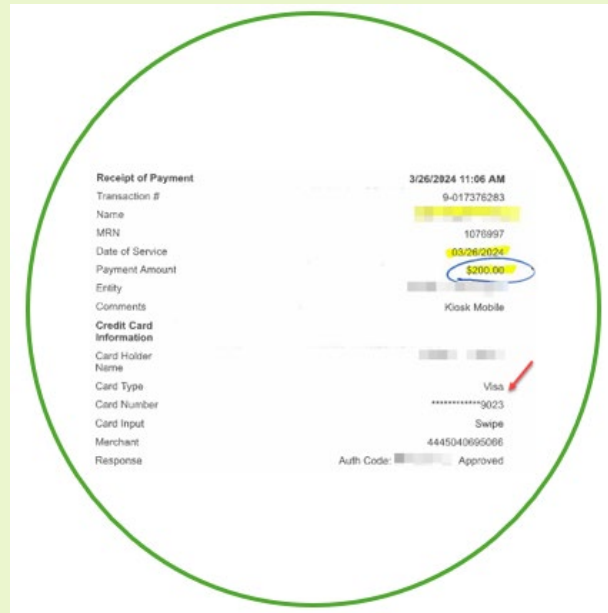 Receipt of Payment 3/26/2024 11:06 AM
Transaction # 9-017376283
Name
MRN 1076997
Date of Service 03/26/2024
Payment Amount $200.00
Entity
Comments Kiosk Mobile
Credit Card
Information
Card Holder
Name
Card Type Visa
Card Number ************9023
Card Input Swipe
Merchant 4445040695066
Response Auth Code: Approved